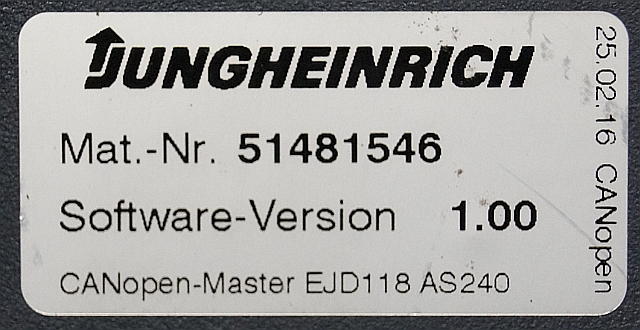 JUNGHEINRICH
Mat.-Nr. 51481546
Software-Version 1.00
CANopen-Master EJD118 AS240
25.02.16 CANopen